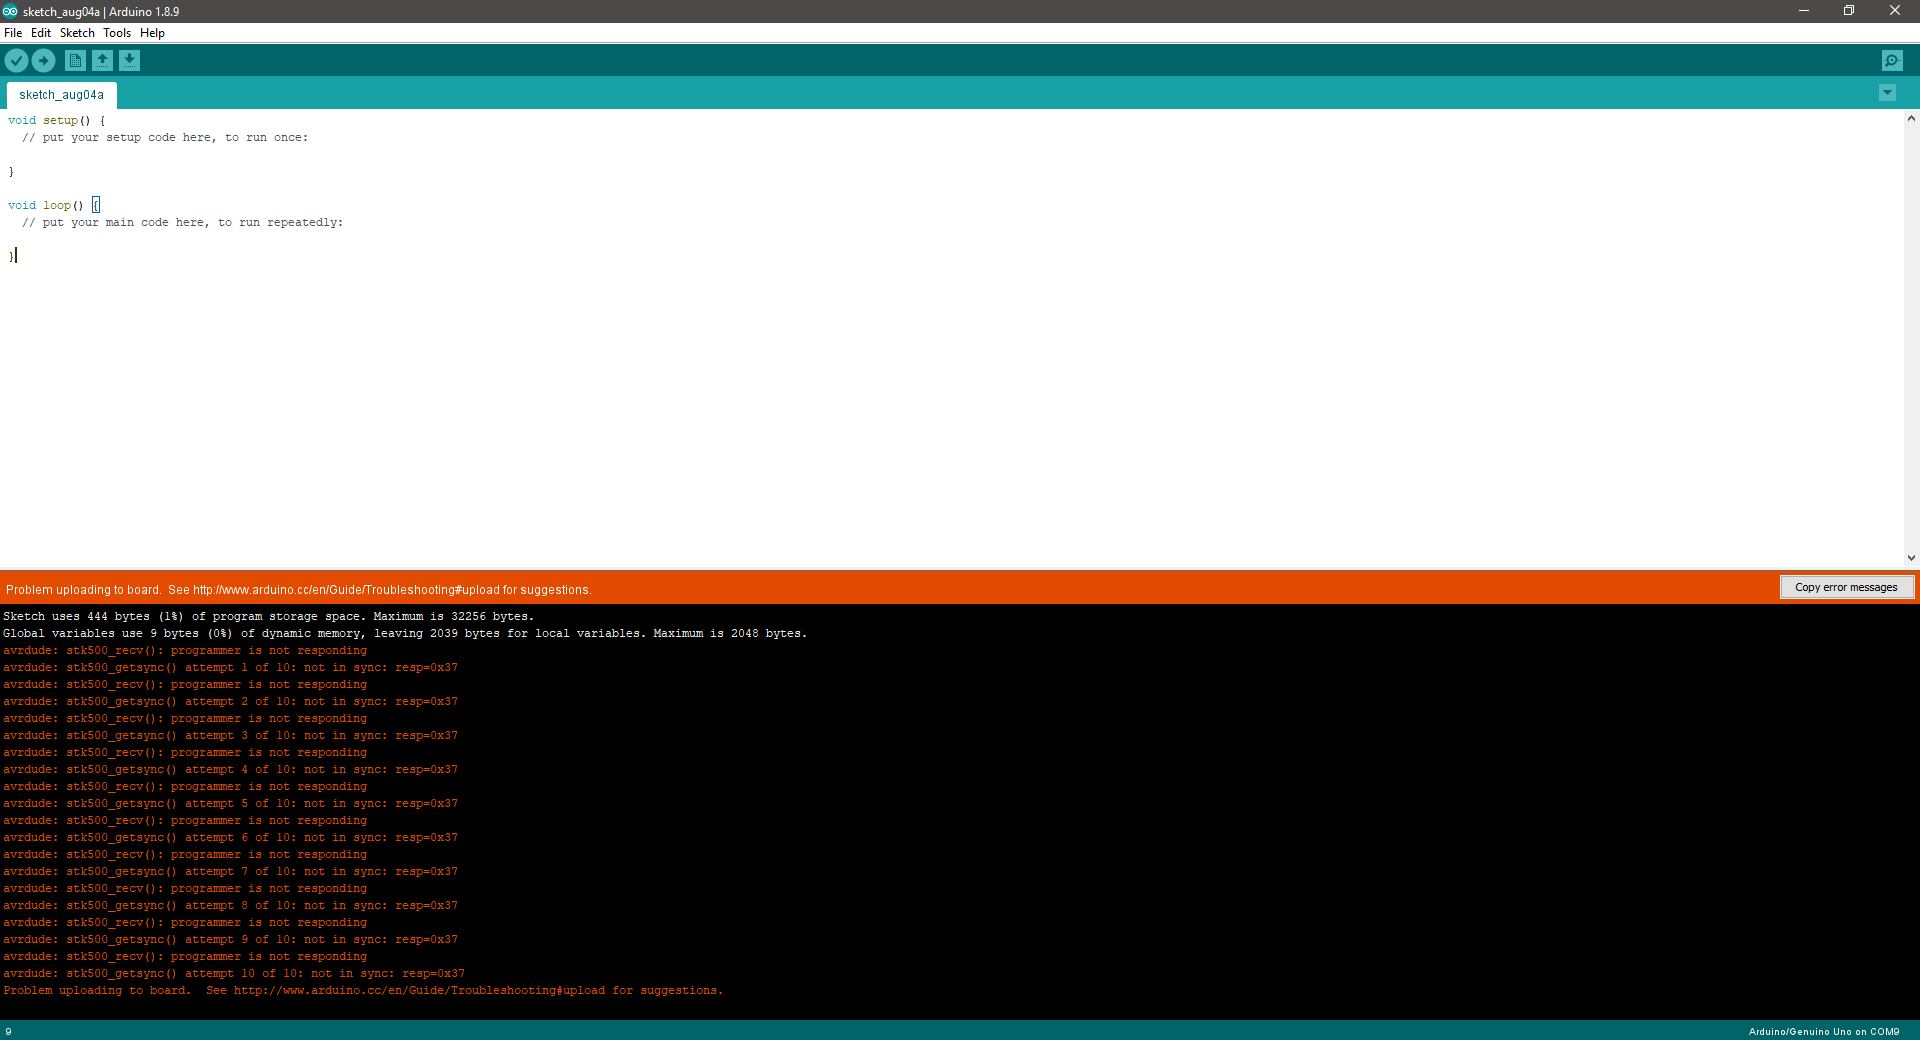 sketch_aug04a | Arduino 1.8.9
File Edit Sketch Tools Help
sketch_aug04a
void setup() {
  // put your setup code here, to run once:
}
void loop() {
  // put your main code here, to run repeatedly:
}
Problem uploading to board.  See http://www.arduino.cc/en/Guide/Troubleshooting#upload for suggestions.
Copy error messages
Sketch uses 444 bytes (1%) of program storage space. Maximum is 32256 bytes.
Global variables use 9 bytes (0%) of dynamic memory, leaving 2039 bytes for local variables. Maximum is 2048 bytes.
avrdude: stk500_recv(): programmer is not responding
avrdude: stk500_getsync() attempt 1 of 10: not in sync: resp=0x37
avrdude: stk500_recv(): programmer is not responding
avrdude: stk500_getsync() attempt 2 of 10: not in sync: resp=0x37
avrdude: stk500_recv(): programmer is not responding
avrdude: stk500_getsync() attempt 3 of 10: not in sync: resp=0x37
avrdude: stk500_recv(): programmer is not responding
avrdude: stk500_getsync() attempt 4 of 10: not in sync: resp=0x37
avrdude: stk500_recv(): programmer is not responding
avrdude: stk500_getsync() attempt 5 of 10: not in sync: resp=0x37
avrdude: stk500_recv(): programmer is not responding
avrdude: stk500_getsync() attempt 6 of 10: not in sync: resp=0x37
avrdude: stk500_recv(): programmer is not responding
avrdude: stk500_getsync() attempt 7 of 10: not in sync: resp=0x37
avrdude: stk500_recv(): programmer is not responding
avrdude: stk500_getsync() attempt 8 of 10: not in sync: resp=0x37
avrdude: stk500_recv(): programmer is not responding
avrdude: stk500_getsync() attempt 9 of 10: not in sync: resp=0x37
avrdude: stk500_recv(): programmer is not responding
avrdude: stk500_getsync() attempt 10 of 10: not in sync: resp=0x37
Problem uploading to board.  See http://www.arduino.cc/en/Guide/Troubleshooting#upload for suggestions.
9
Arduino/Genuino Uno on COM9